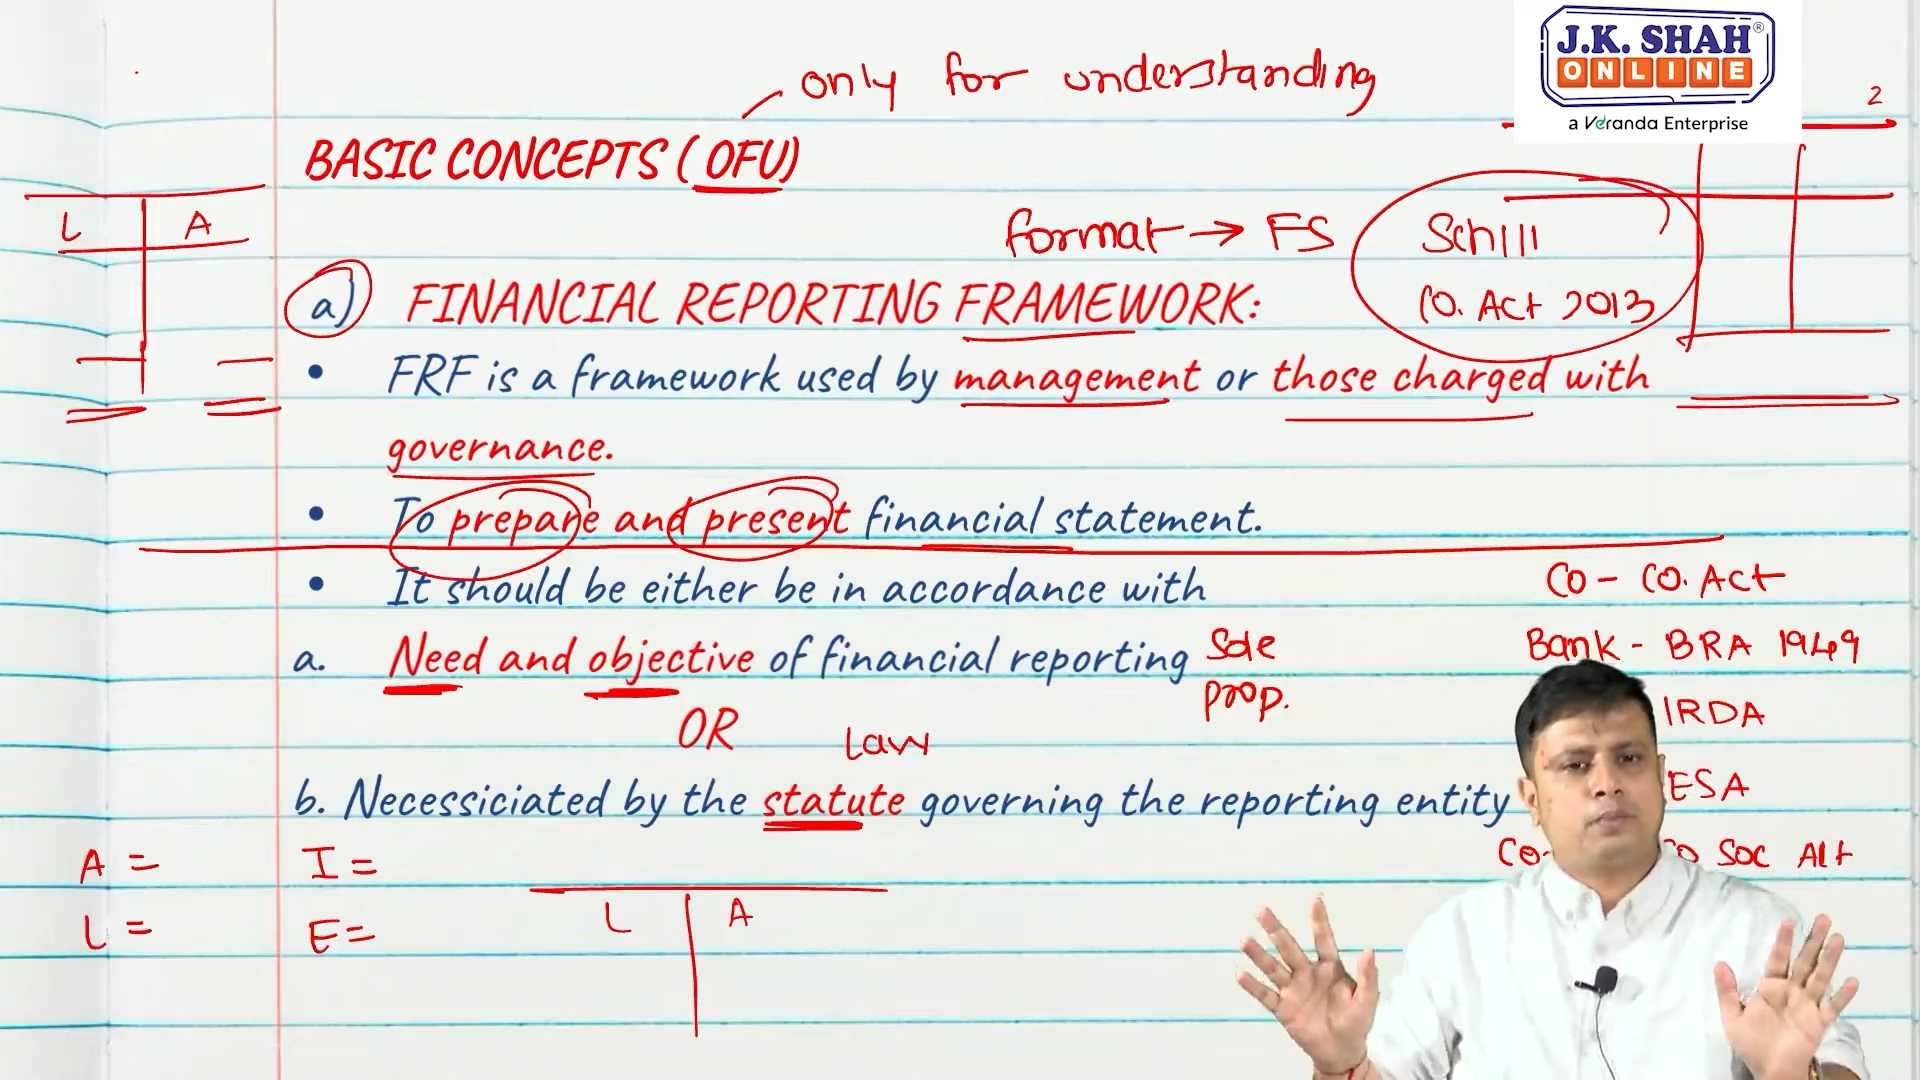 J.K. SHAH®
ONLINE
a Veranda Enterprise
2
only for understanding
BASIC CONCEPTS ( OFU)
L A
format → FS
Sch III
Co. Act 2013
a) FINANCIAL REPORTING FRAMEWORK:
• FRF is a framework used by management or those charged with
governance.
• To prepare and present financial statement.
• It should be either be in accordance with
Co - Co. Act
a. Need and objective of financial reporting
Sole
prop.
Bank - BRA 1949
IRDA
OR
Law
ESA
b. Necessiciated by the statute governing the reporting entity
Co- Co Soc Act
A = I =
L = E =
L A